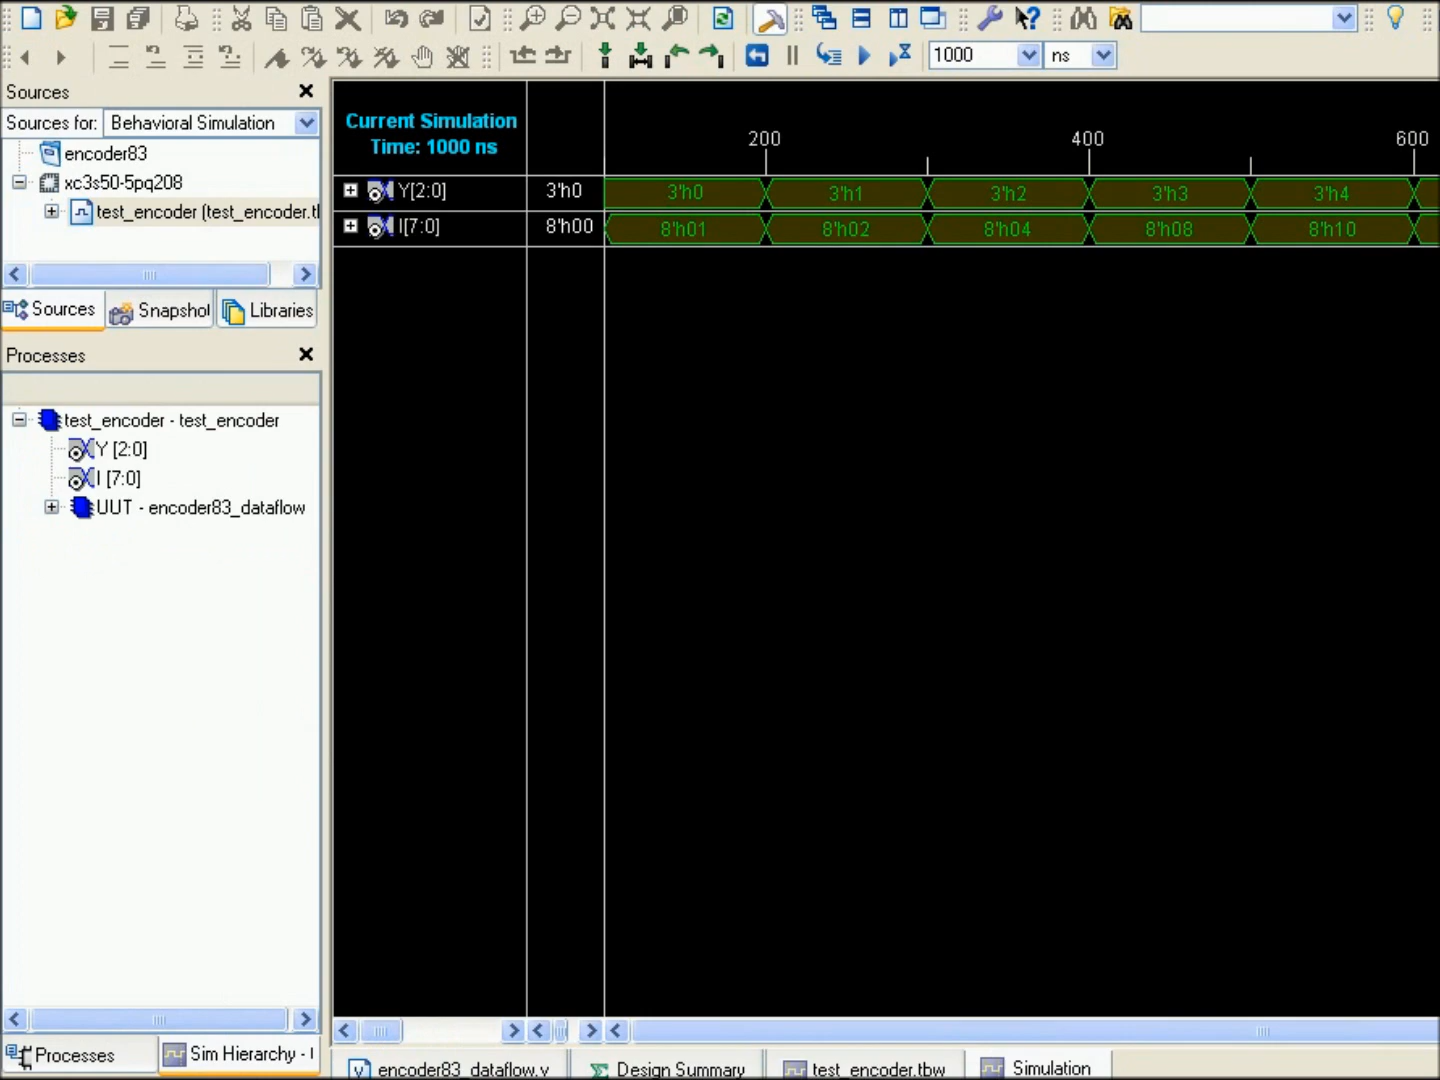 1000
ns
Sources
Sources for:
Behavioral Simulation
encoder83
xc3s50-5pq208
test_encoder (test_encoder.tl
Sources
Snapshot
Libraries
Processes
test_encoder - test_encoder
Y [2:0]
I [7:0]
UUT - encoder83_dataflow
Processes
Sim Hierarchy - I
Current Simulation
Time: 1000 ns
200
400
600
Y[2:0]
3'h0
3'h0
3'h1
3'h2
3'h3
3'h4
I[7:0]
8'h00
8'h01
8'h02
8'h04
8'h08
8'h10
encoder83_dataflow.v
Design Summary
test_encoder.tbw
Simulation